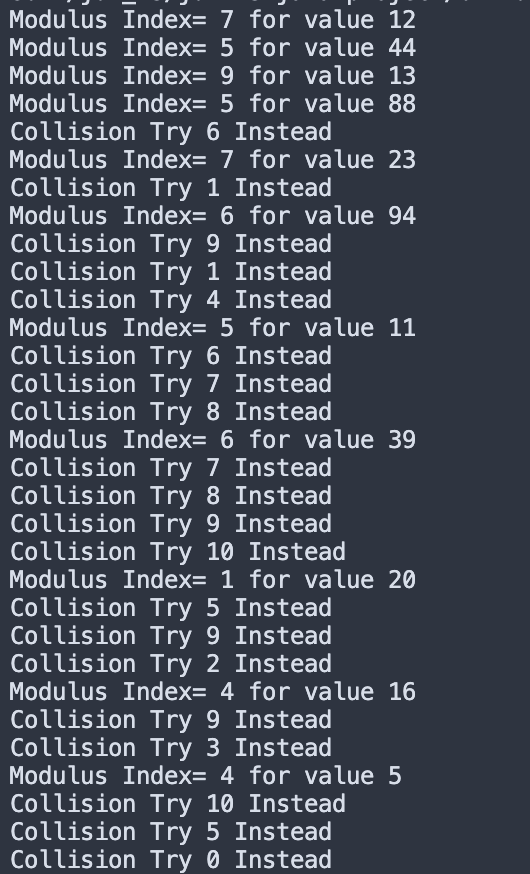 Modulus Index= 7 for value 12
Modulus Index= 5 for value 44
Modulus Index= 9 for value 13
Modulus Index= 5 for value 88
Collision Try 6 Instead
Modulus Index= 7 for value 23
Collision Try 1 Instead
Modulus Index= 6 for value 94
Collision Try 9 Instead
Collision Try 1 Instead
Collision Try 4 Instead
Modulus Index= 5 for value 11
Collision Try 6 Instead
Collision Try 7 Instead
Collision Try 8 Instead
Modulus Index= 6 for value 39
Collision Try 7 Instead
Collision Try 8 Instead
Collision Try 9 Instead
Collision Try 10 Instead
Modulus Index= 1 for value 20
Collision Try 5 Instead
Collision Try 9 Instead
Collision Try 2 Instead
Modulus Index= 4 for value 16
Collision Try 9 Instead
Collision Try 3 Instead
Modulus Index= 4 for value 5
Collision Try 10 Instead
Collision Try 5 Instead
Collision Try 0 Instead